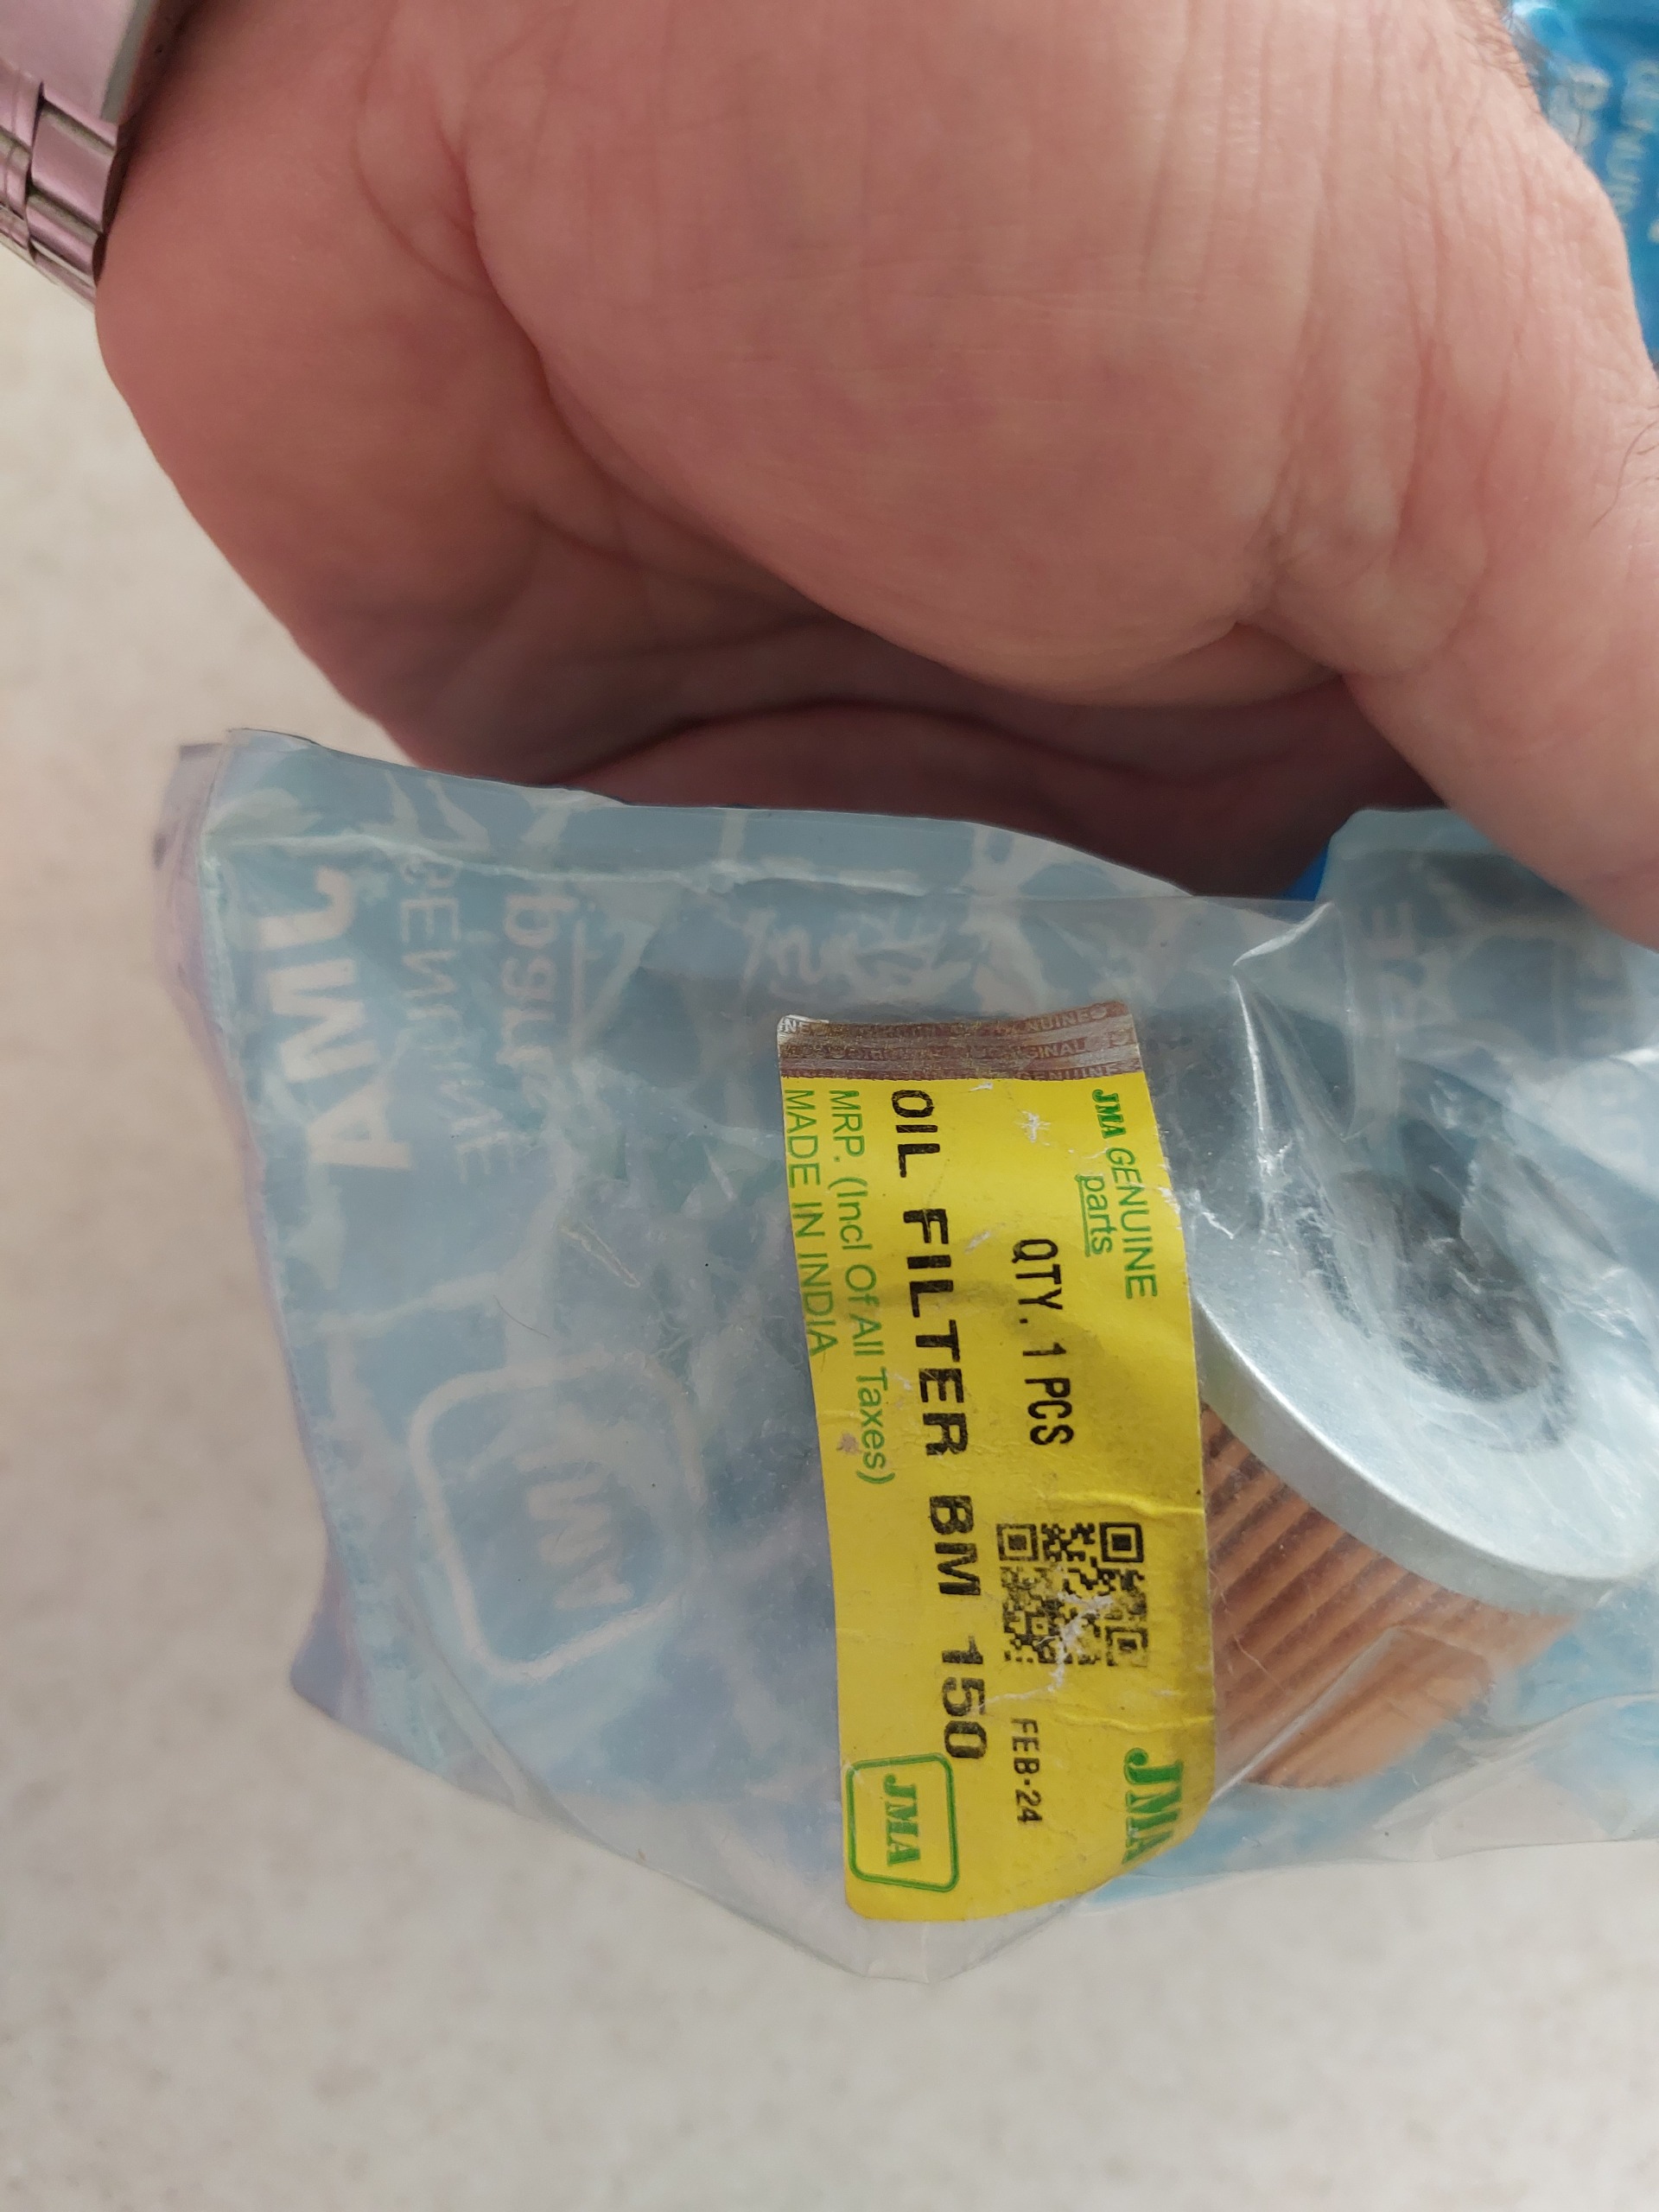 JMA GENUINE
parts
JMA
QTY. 1 PCS
FEB-24
OIL FILTER BM 150
MRP. (Incl Of All Taxes)
MADE IN INDIA
JMA
JMA
GENUINE
JMA